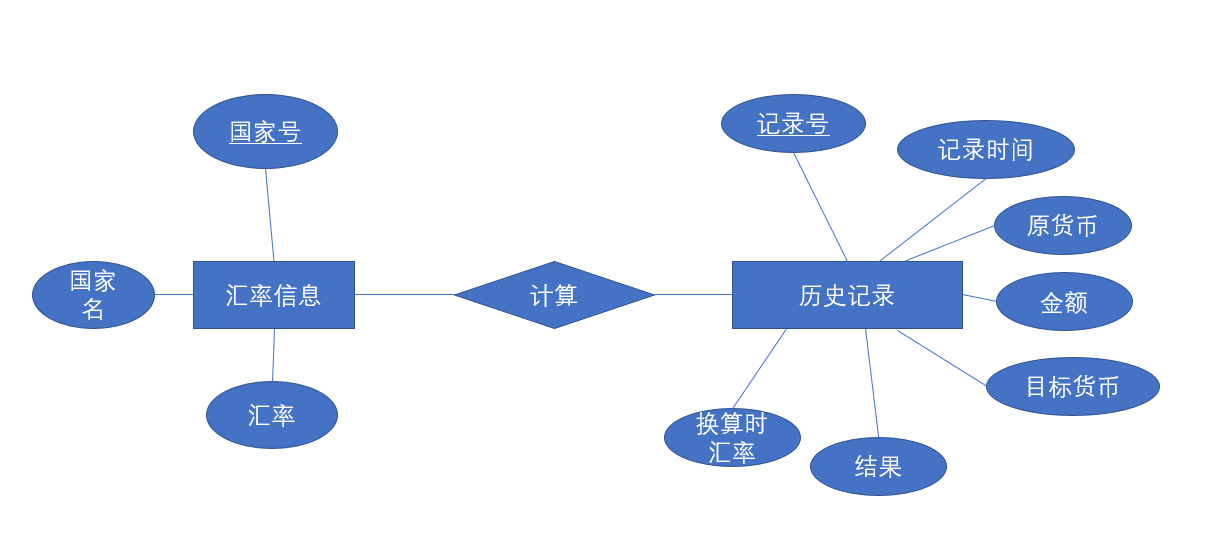 国家号
记录号
记录时间
原货币
国家
名
汇率信息
计算
历史记录
金额
目标货币
汇率
换算时
汇率
结果